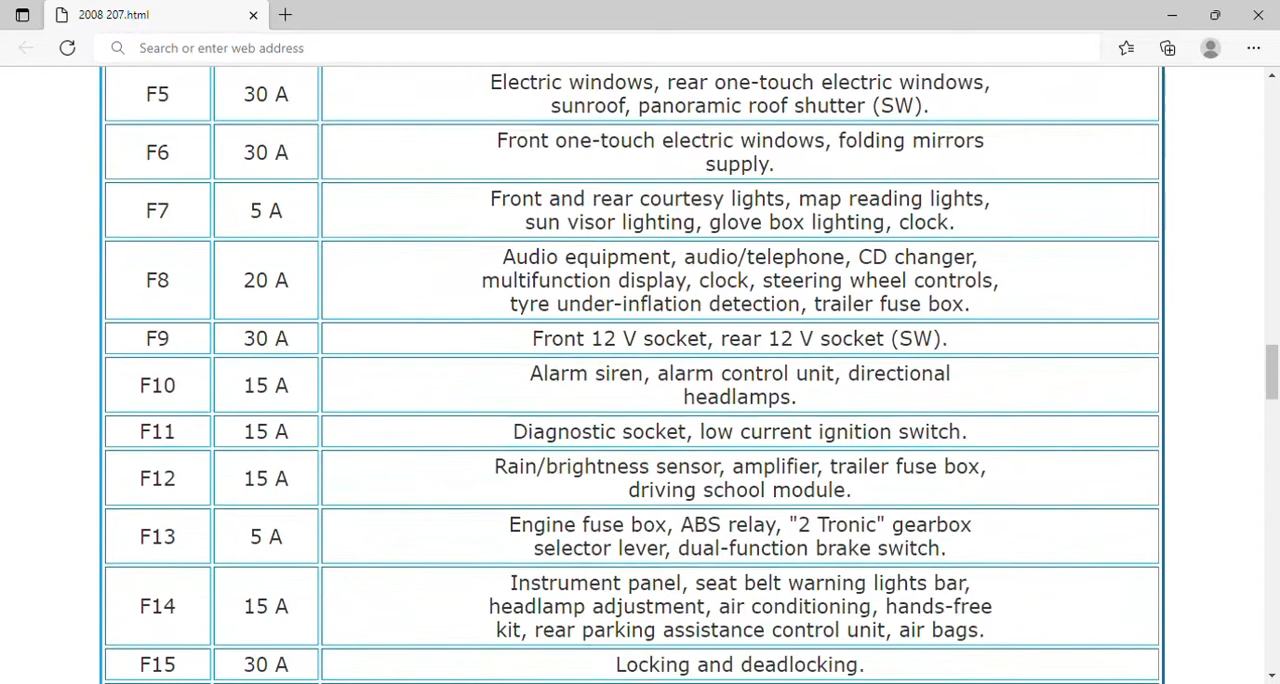 2008 207.html
Search or enter web address
F5 30 A Electric windows, rear one-touch electric windows,
sunroof, panoramic roof shutter (SW).
F6 30 A Front one-touch electric windows, folding mirrors
supply.
F7 5 A Front and rear courtesy lights, map reading lights,
sun visor lighting, glove box lighting, clock.
F8 20 A Audio equipment, audio/telephone, CD changer,
multifunction display, clock, steering wheel controls,
tyre under-inflation detection, trailer fuse box.
F9 30 A Front 12 V socket, rear 12 V socket (SW).
F10 15 A Alarm siren, alarm control unit, directional
headlamps.
F11 15 A Diagnostic socket, low current ignition switch.
F12 15 A Rain/brightness sensor, amplifier, trailer fuse box,
driving school module.
F13 5 A Engine fuse box, ABS relay, "2 Tronic" gearbox
selector lever, dual-function brake switch.
F14 15 A Instrument panel, seat belt warning lights bar,
headlamp adjustment, air conditioning, hands-free
kit, rear parking assistance control unit, air bags.
F15 30 A Locking and deadlocking.